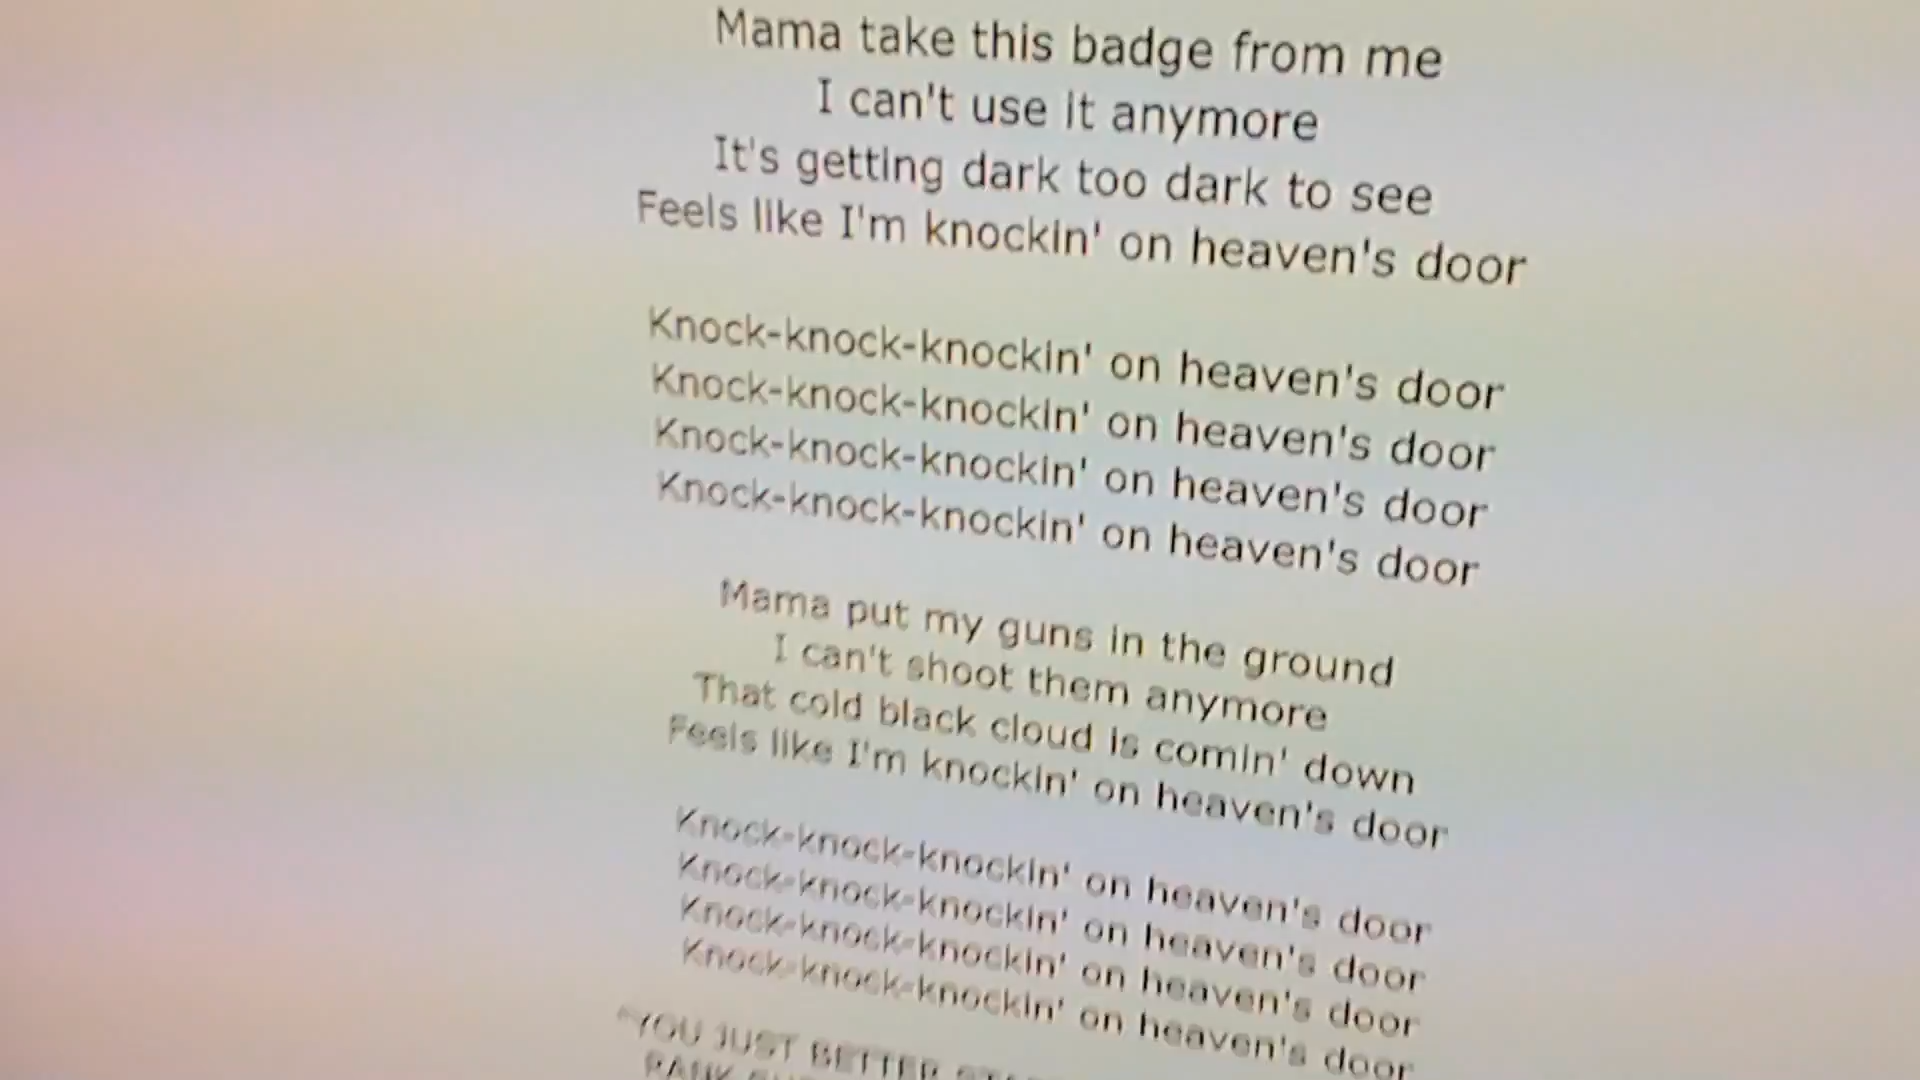 Mama take this badge from me
I can't use it anymore
It's getting dark too dark to see
Feels like I'm knockin' on heaven's door
Knock-knock-knockin' on heaven's door
Knock-knock-knockin' on heaven's door
Knock-knock-knockin' on heaven's door
Knock-knock-knockin' on heaven's door
Mama put my guns in the ground
I can't shoot them anymore
That cold black cloud is comin' down
Feels like I'm knockin' on heaven's door
Knock-knock-knockin' on heaven's door
Knock-knock-knockin' on heaven's door
Knock-knock-knockin' on heaven's door
Knock-knock-knockin' on heaven's door
"YOU JUST BETTER